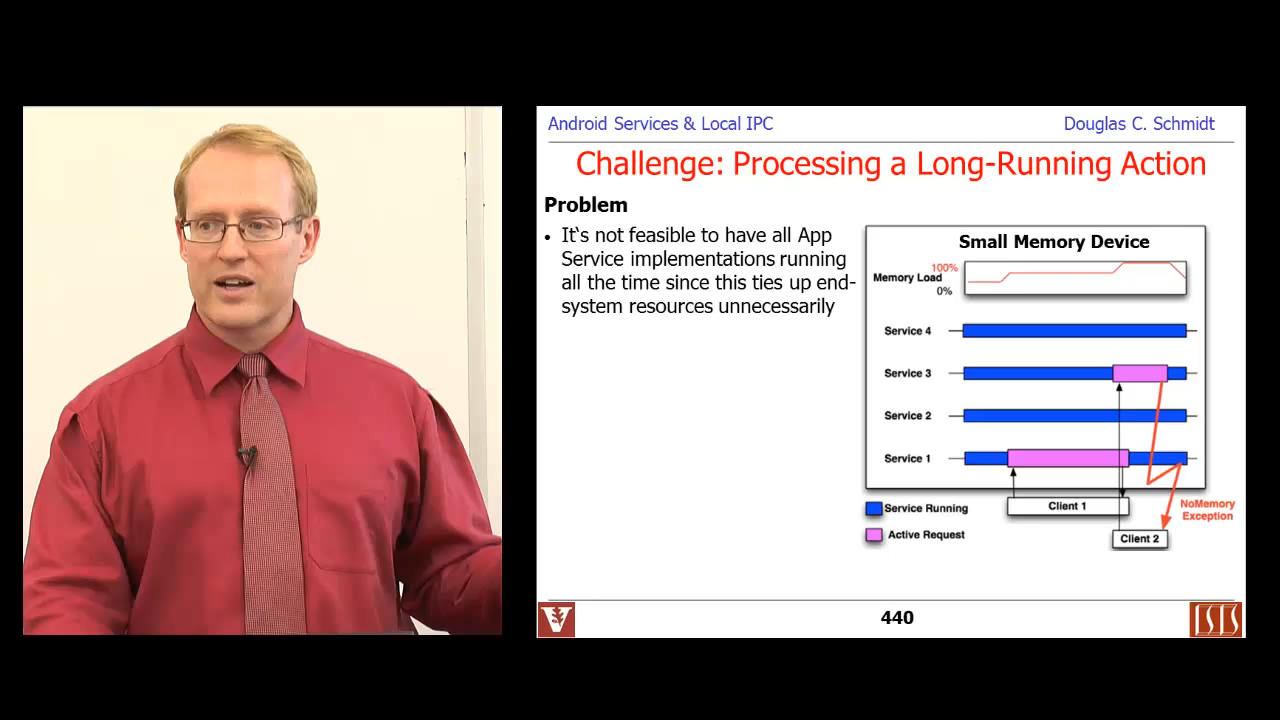 Android Services & Local IPC
Douglas C. Schmidt
Challenge: Processing a Long-Running Action
Problem
• It's not feasible to have all App
Service implementations running
all the time since this ties up end-
system resources unnecessarily
Small Memory Device
100%
Memory Load
0%
Service 4
Service 3
Service 2
Service 1
Service Running
Active Request
Client 1
Client 2
NoMemory
Exception
440
V
ISIS